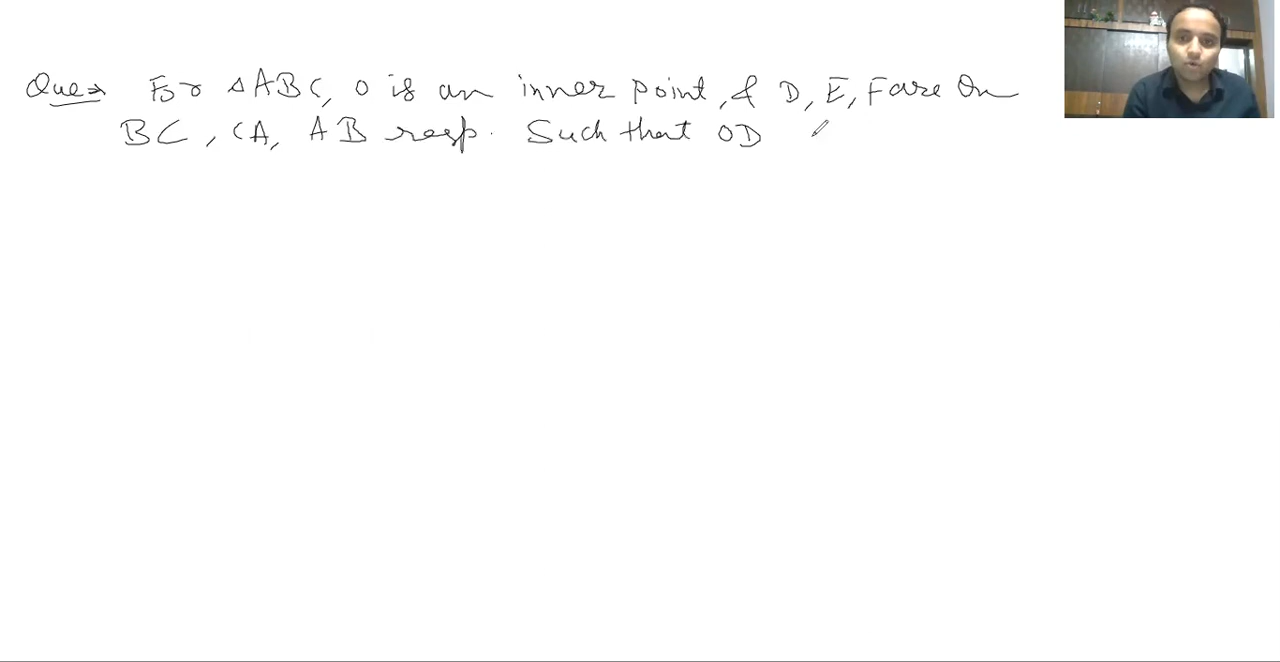 Que→ For △ABC, O is an inner point, & D, E, F are on
BC, CA, AB resp. Such that OD